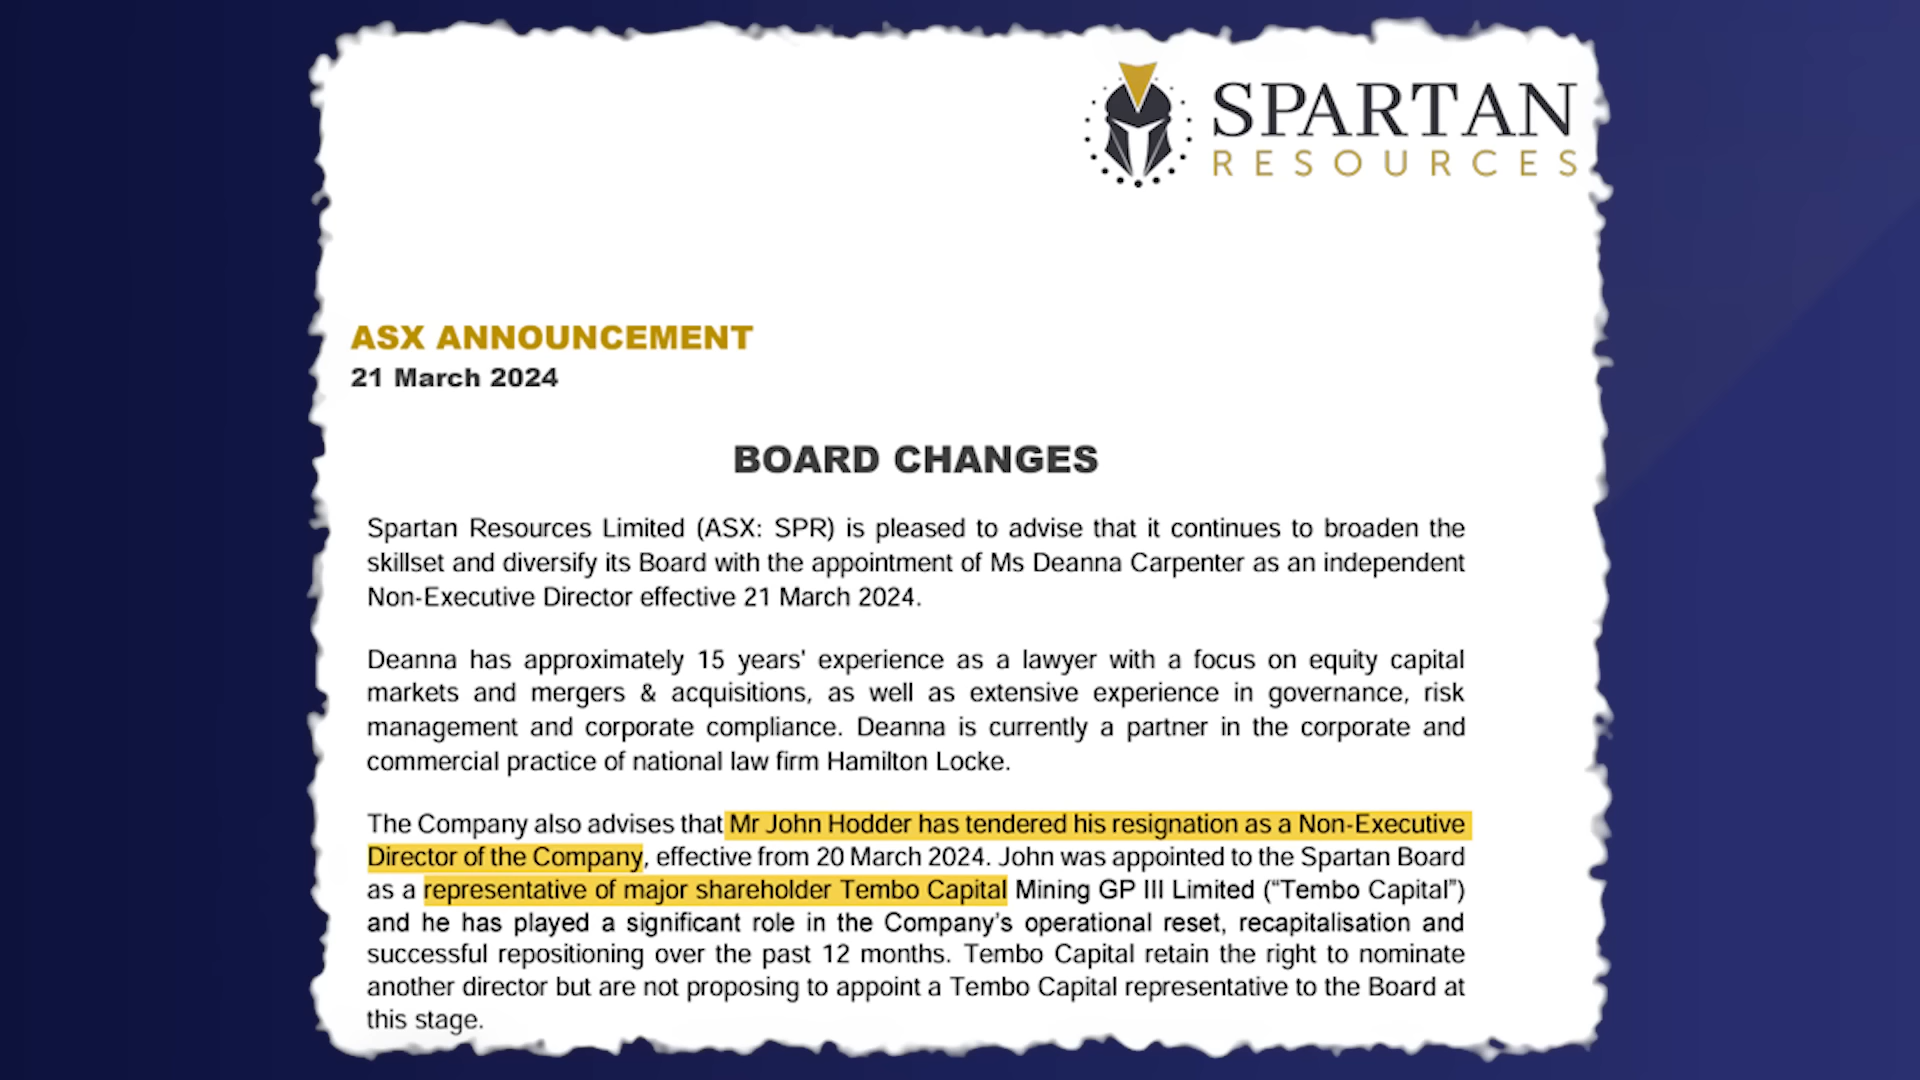 SPARTAN
RESOURCES
ASX ANNOUNCEMENT
21 March 2024
BOARD CHANGES
Spartan Resources Limited (ASX: SPR) is pleased to advise that it continues to broaden the
skillset and diversify its Board with the appointment of Ms Deanna Carpenter as an independent
Non-Executive Director effective 21 March 2024.
Deanna has approximately 15 years' experience as a lawyer with a focus on equity capital
markets and mergers & acquisitions, as well as extensive experience in governance, risk
management and corporate compliance. Deanna is currently a partner in the corporate and
commercial practice of national law firm Hamilton Locke.
The Company also advises that Mr John Hodder has tendered his resignation as a Non-Executive
Director of the Company, effective from 20 March 2024. John was appointed to the Spartan Board
as a representative of major shareholder Tembo Capital Mining GP III Limited (“Tembo Capital”)
and he has played a significant role in the Company’s operational reset, recapitalisation and
successful repositioning over the past 12 months. Tembo Capital retain the right to nominate
another director but are not proposing to appoint a Tembo Capital representative to the Board at
this stage.